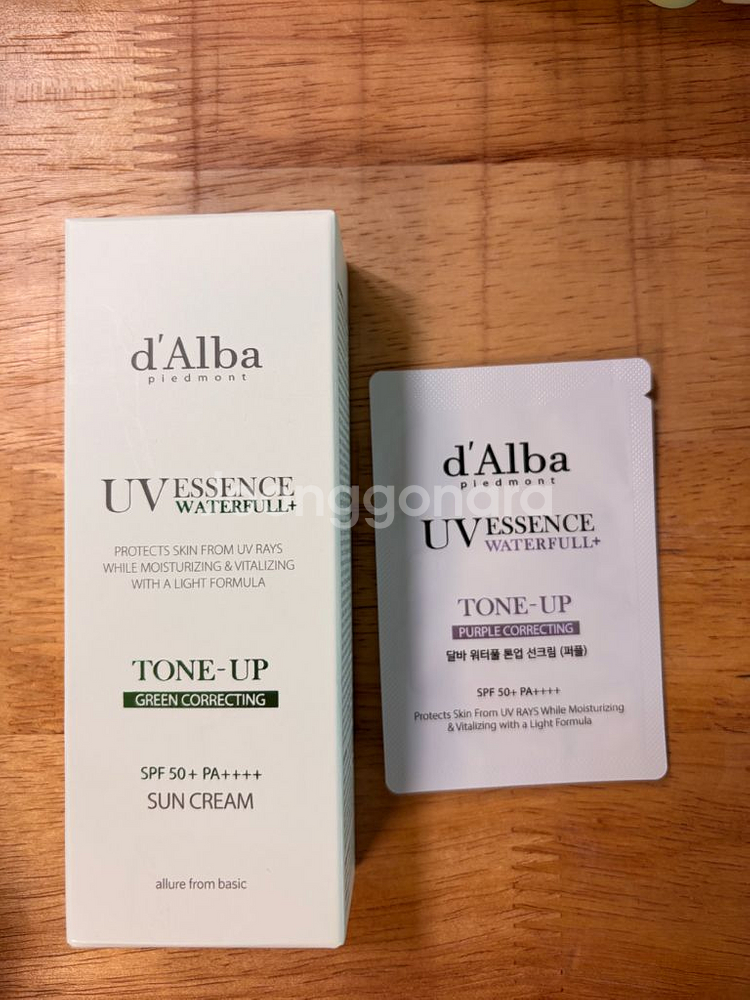 d'Alba
piedmont
UV ESSENCE
WATERFULL+
PROTECTS SKIN FROM UV RAYS
WHILE MOISTURIZING & VITALIZING
WITH A LIGHT FORMULA
TONE-UP
GREEN CORRECTING
SPF 50+ PA++++
SUN CREAM
allure from basic
d'Alba
piedmont
UV ESSENCE
WATERFULL+
TONE-UP
PURPLE CORRECTING
달바 워터풀 톤업 선크림 (퍼플)
SPF 50+ PA++++
Protects Skin From UV RAYS While Moisturizing
& Vitalizing with a Light Formula